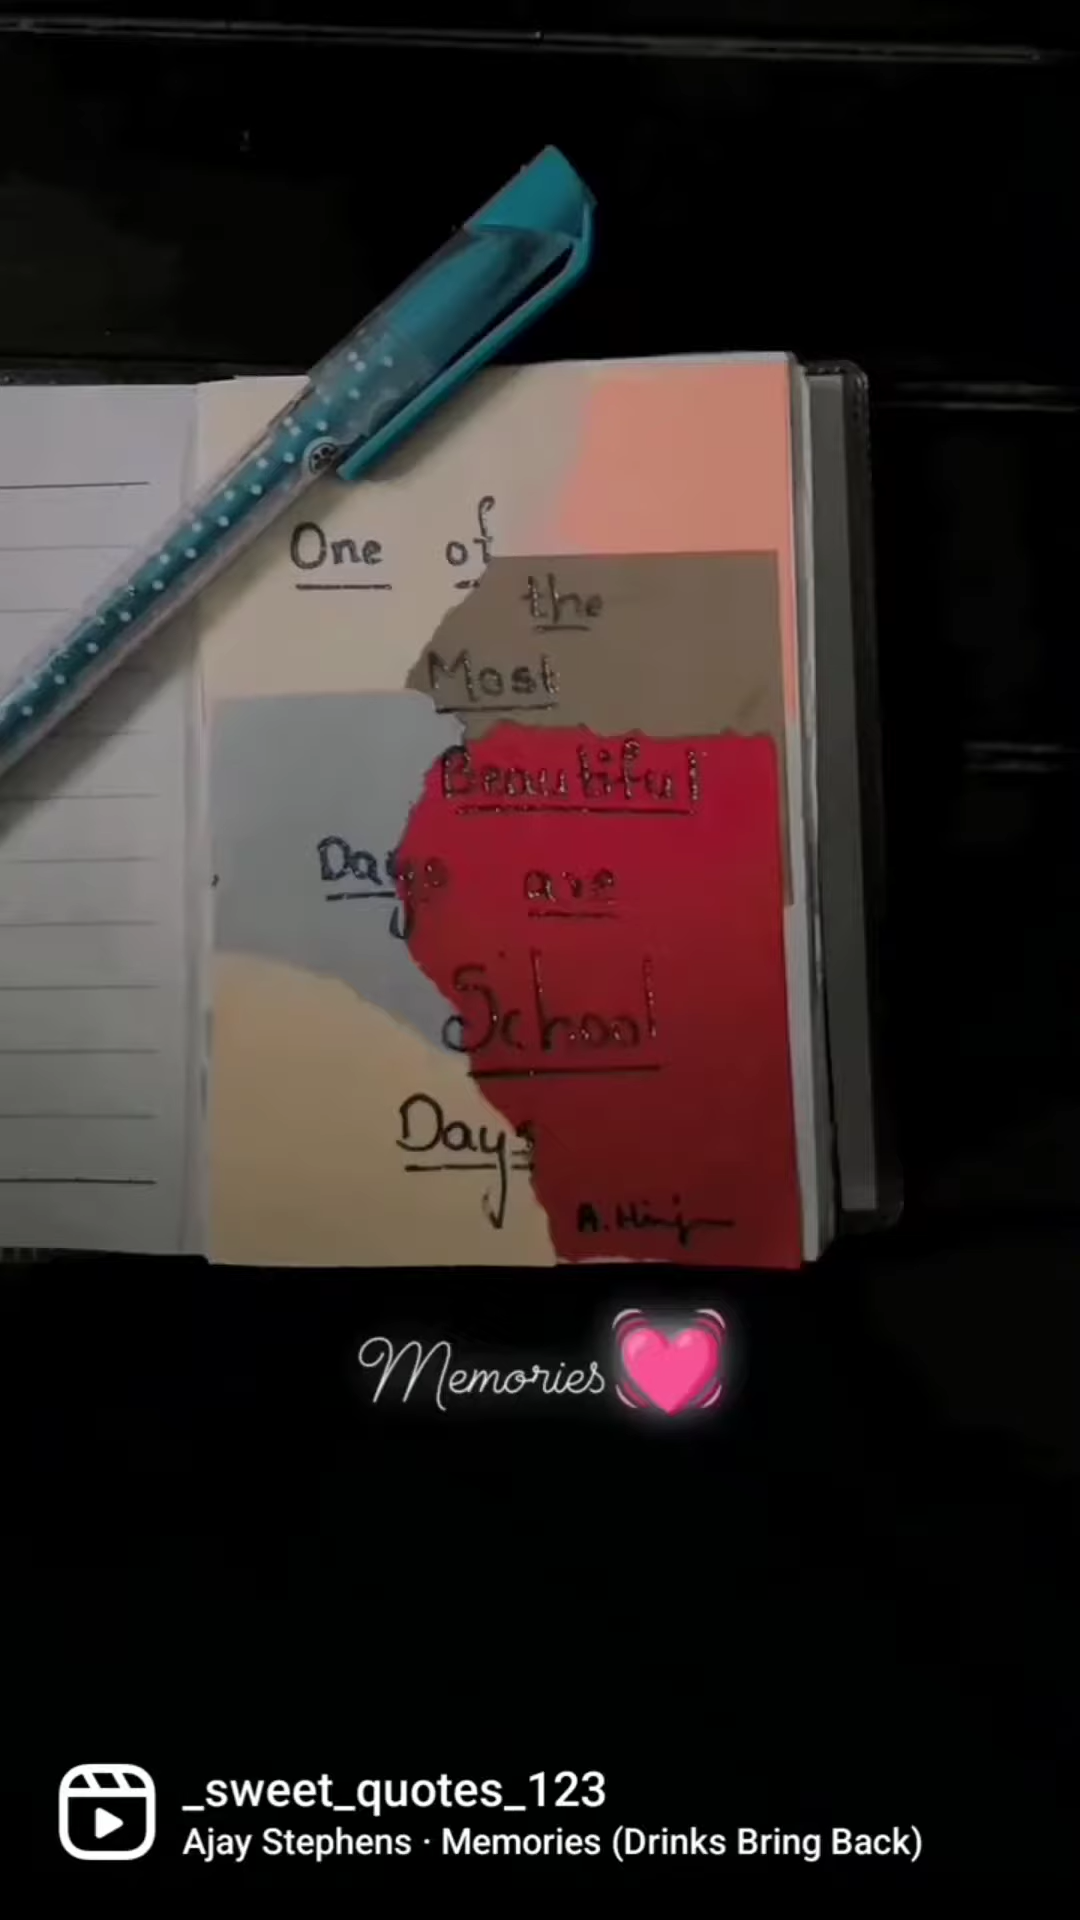 One of
the
Most
Beautiful
Days are
School
Days
Memories
_sweet_quotes_123
Ajay Stephens · Memories (Drinks Bring Back)